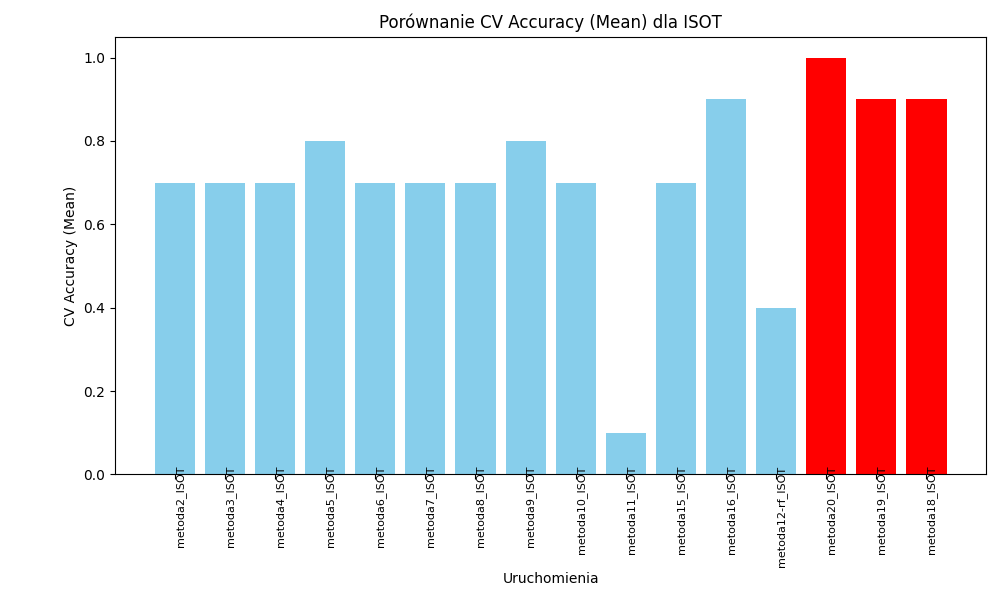 Porównanie CV Accuracy (Mean) dla ISOT
CV Accuracy (Mean)
1.0
0.8
0.6
0.4
0.2
0.0
metoda2_ISOT
metoda3_ISOT
metoda4_ISOT
metoda5_ISOT
metoda6_ISOT
metoda7_ISOT
metoda8_ISOT
metoda9_ISOT
metoda10_ISOT
metoda11_ISOT
metoda15_ISOT
metoda16_ISOT
metoda12-rf_ISOT
metoda20_ISOT
metoda19_ISOT
metoda18_ISOT
Uruchomienia